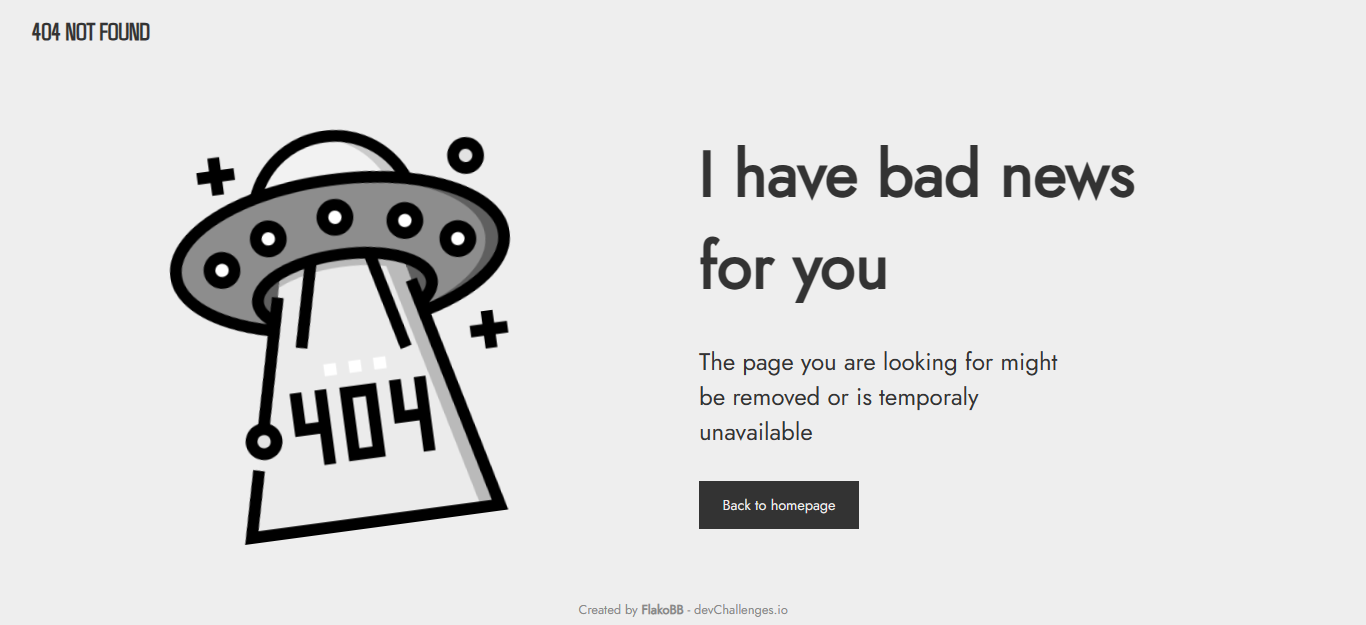 404 NOT FOUND
404
I have bad news
for you
The page you are looking for might
be removed or is temporaly
unavailable
Back to homepage
Created by FlakoBB - devChallenges.io